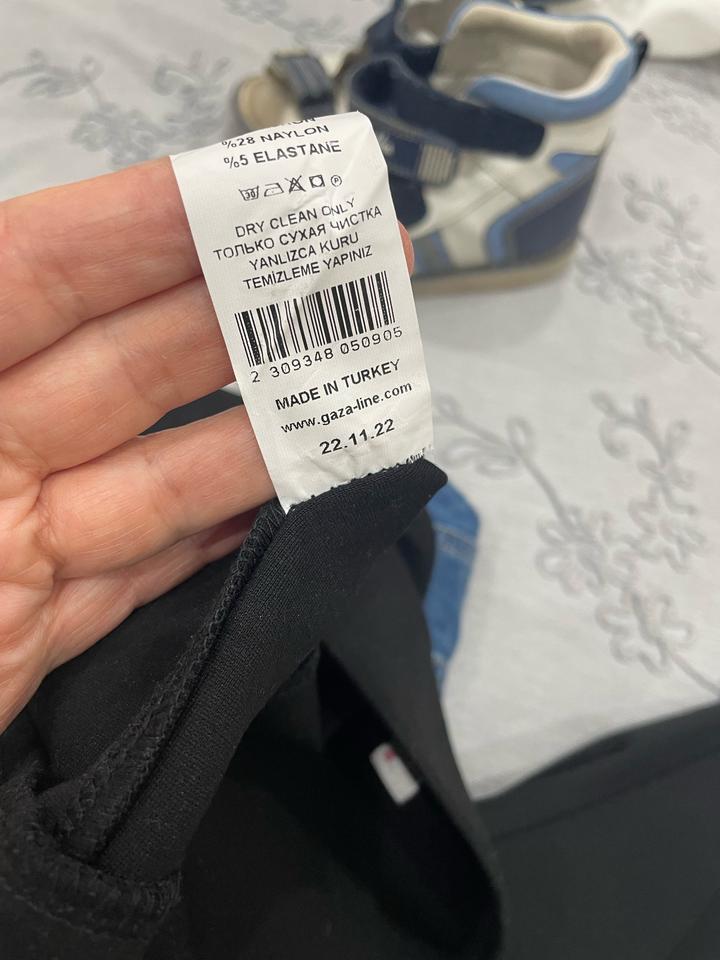 %28 NAYLON
%5 ELASTANE
30 P
DRY CLEAN ONLY
ТОЛЬКО СУХАЯ ЧИСТКА
YANLIZCA KURU
TEMİZLEME YAPINIZ
2 309348 050905
MADE IN TURKEY
www.gaza-line.com
22.11.22